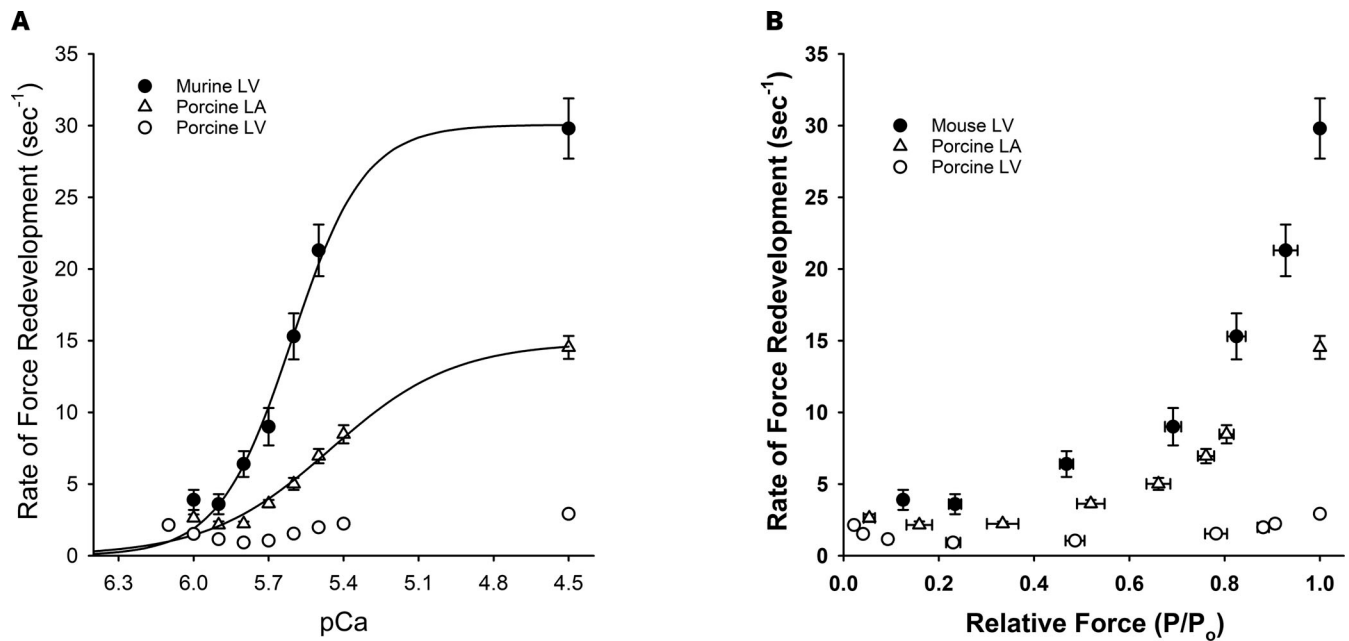 A
Rate of Force Redevelopment (sec⁻¹)
35
30
25
20
15
10
5
0
Murine LV
Porcine LA
Porcine LV
6.3 6.0 5.7 5.4 5.1 4.8 4.5
pCa
B
Rate of Force Redevelopment (sec⁻¹)
35
30
25
20
15
10
5
0
Mouse LV
Porcine LA
Porcine LV
0.0 0.2 0.4 0.6 0.8 1.0
Relative Force (P/Pₒ)